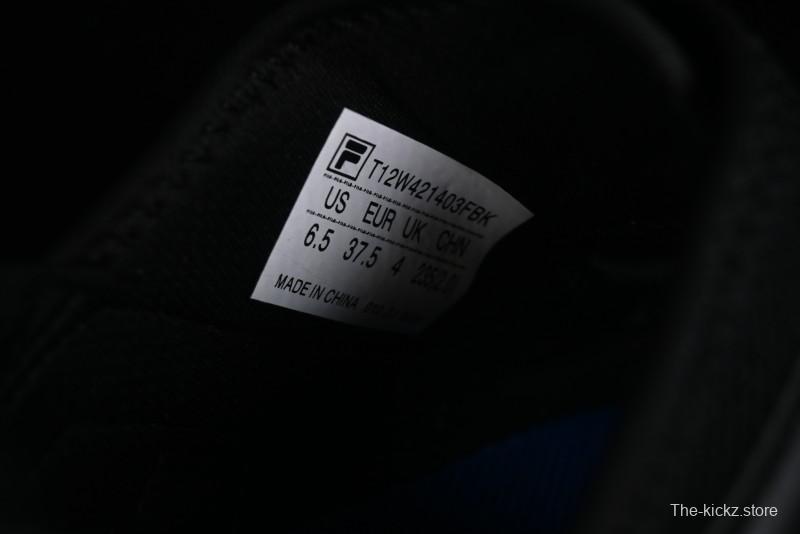 F T12W421403FBK
US EUR UK CHN
6.5 37.5 4
MADE IN CHINA
The-kickz.store